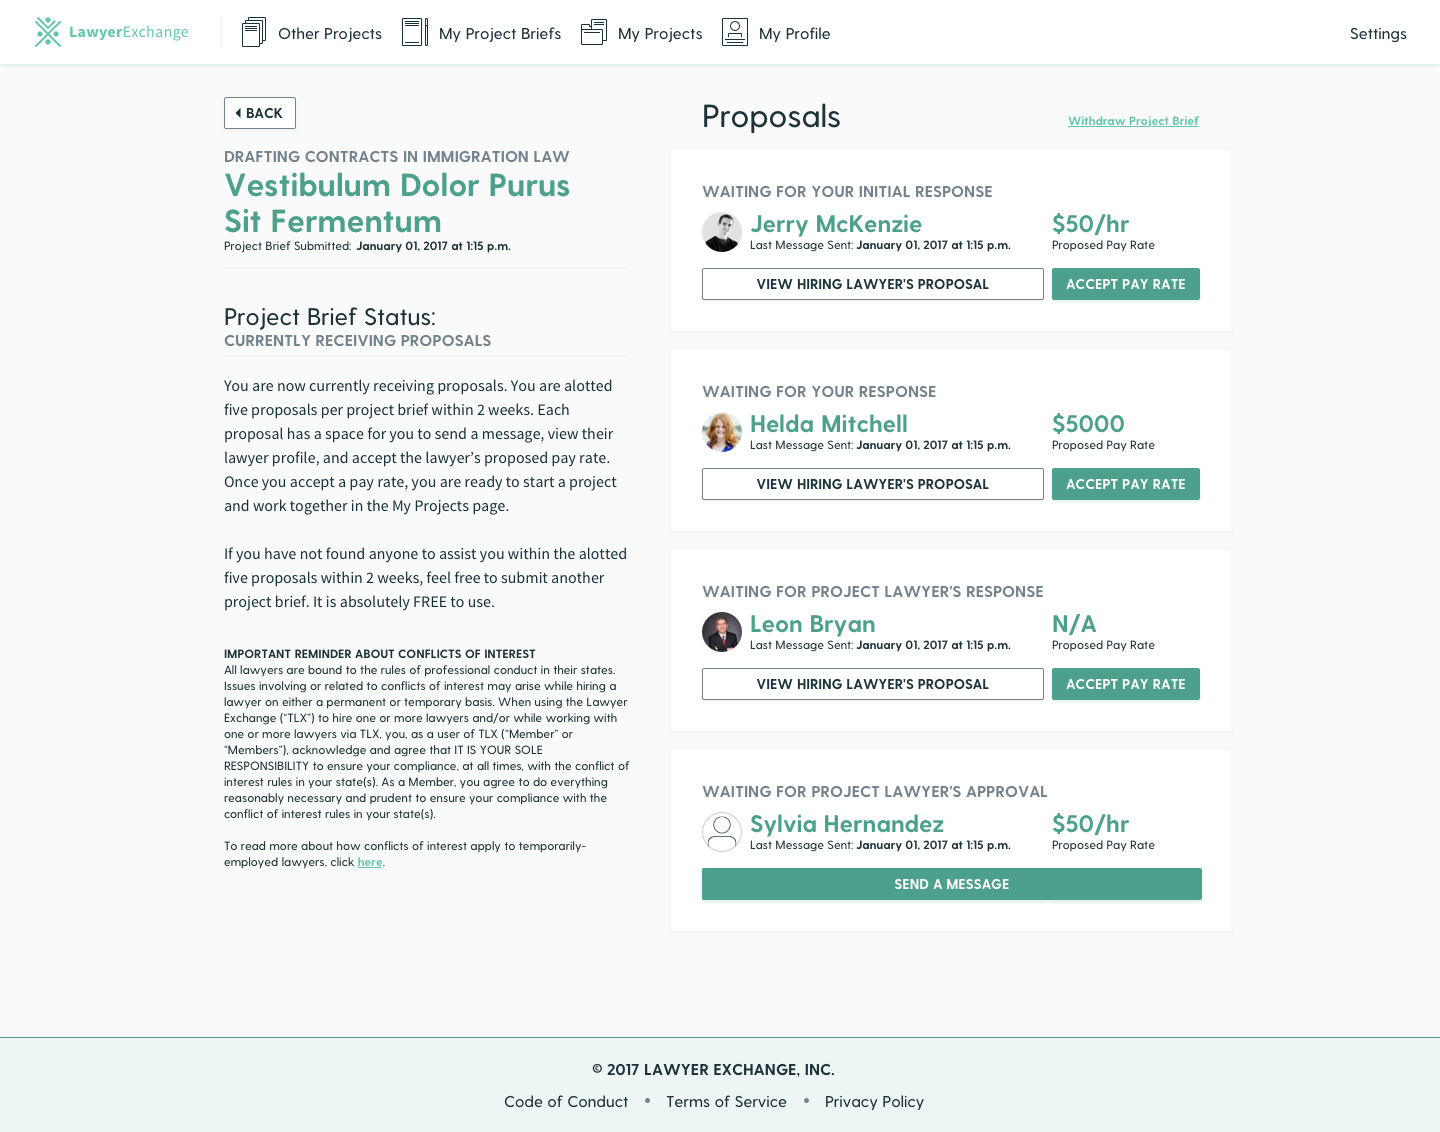 LawyerExchange
Other Projects
My Project Briefs
My Projects
My Profile
Settings
BACK
DRAFTING CONTRACTS IN IMMIGRATION LAW
Vestibulum Dolor Purus
Sit Fermentum
Project Brief Submitted: January 01, 2017 at 1:15 p.m.
Project Brief Status:
CURRENTLY RECEIVING PROPOSALS
You are now currently receiving proposals. You are alotted
five proposals per project brief within 2 weeks. Each
proposal has a space for you to send a message, view their
lawyer profile, and accept the lawyer’s proposed pay rate.
Once you accept a pay rate, you are ready to start a project
and work together in the My Projects page.
If you have not found anyone to assist you within the alotted
five proposals within 2 weeks, feel free to submit another
project brief. It is absolutely FREE to use.
IMPORTANT REMINDER ABOUT CONFLICTS OF INTEREST
All lawyers are bound to the rules of professional conduct in their states.
Issues involving or related to conflicts of interest may arise while hiring a
lawyer on either a permanent or temporary basis. When using the Lawyer
Exchange (“TLX”) to hire one or more lawyers and/or while working with
one or more lawyers via TLX, you, as a user of TLX (“Member” or
“Members”), acknowledge and agree that IT IS YOUR SOLE
RESPONSIBILITY to ensure your compliance, at all times, with the conflict of
interest rules in your state(s). As a Member, you agree to do everything
reasonably necessary and prudent to ensure your compliance with the
conflict of interest rules in your state(s).
To read more about how conflicts of interest apply to temporarily-
employed lawyers, click here.
Proposals
Withdraw Project Brief
WAITING FOR YOUR INITIAL RESPONSE
Jerry McKenzie
Last Message Sent: January 01, 2017 at 1:15 p.m.
$50/hr
Proposed Pay Rate
VIEW HIRING LAWYER'S PROPOSAL
ACCEPT PAY RATE
WAITING FOR YOUR RESPONSE
Helda Mitchell
Last Message Sent: January 01, 2017 at 1:15 p.m.
$5000
Proposed Pay Rate
VIEW HIRING LAWYER'S PROPOSAL
ACCEPT PAY RATE
WAITING FOR PROJECT LAWYER'S RESPONSE
Leon Bryan
Last Message Sent: January 01, 2017 at 1:15 p.m.
N/A
Proposed Pay Rate
VIEW HIRING LAWYER'S PROPOSAL
ACCEPT PAY RATE
WAITING FOR PROJECT LAWYER'S APPROVAL
Sylvia Hernandez
Last Message Sent: January 01, 2017 at 1:15 p.m.
$50/hr
Proposed Pay Rate
SEND A MESSAGE
© 2017 LAWYER EXCHANGE, INC.
Code of Conduct • Terms of Service • Privacy Policy